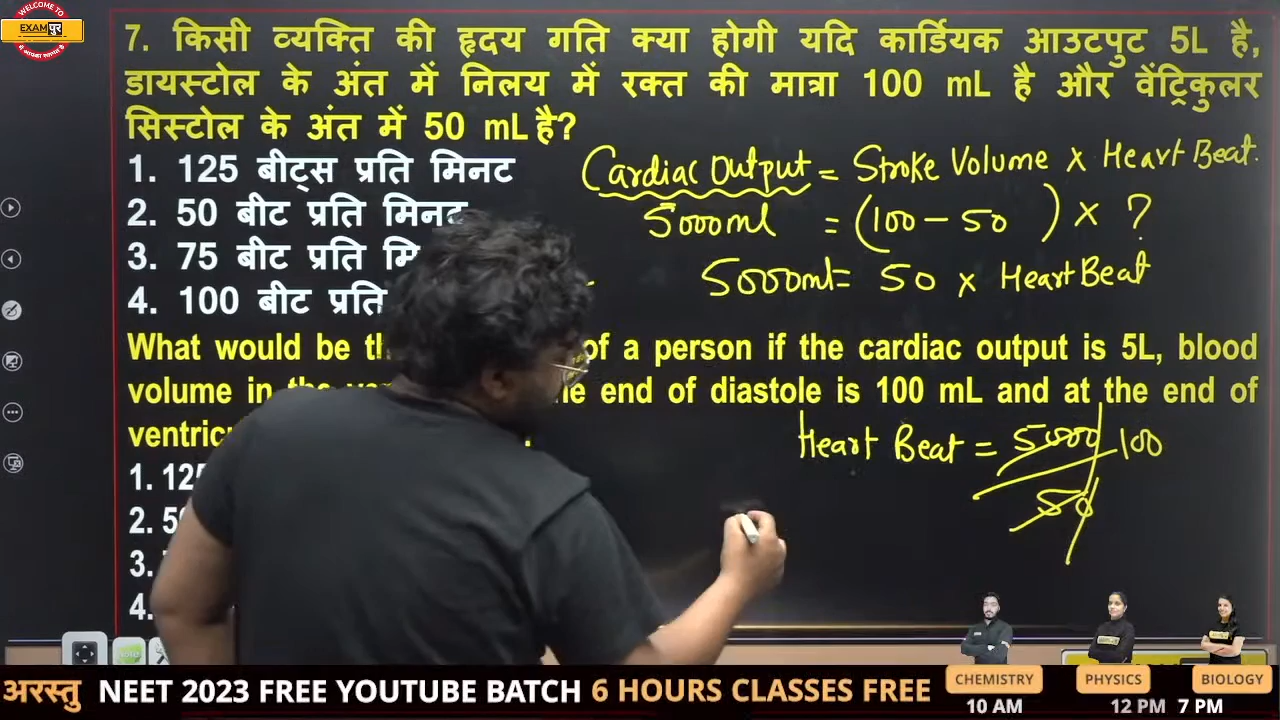 WELCOME TO
EXAMपुर
7. किसी व्यक्ति की हृदय गति क्या होगी यदि कार्डियक आउटपुट 5L है,
डायस्टोल के अंत में निलय में रक्त की मात्रा 100 mL है और वेंट्रिकुलर
सिस्टोल के अंत में 50 mL है?
1. 125 बीट्स प्रति मिनट
2. 50 बीट प्रति मिनट
3. 75 बीट प्रति मि
4. 100 बीट प्रति
Cardiac Output = Stroke Volume × Heart Beat.
5000ml = (100 - 50 ) × ?
5000ml = 50 × Heart Beat
What would be th of a person if the cardiac output is 5L, blood
volume in the end of diastole is 100 mL and at the end of
ventric
Heart Beat = 5000 100
50
1. 125
2. 50
3.
4.
अरस्तु NEET 2023 FREE YOUTUBE BATCH 6 HOURS CLASSES FREE
CHEMISTRY PHYSICS BIOLOGY
10 AM 12 PM 7 PM